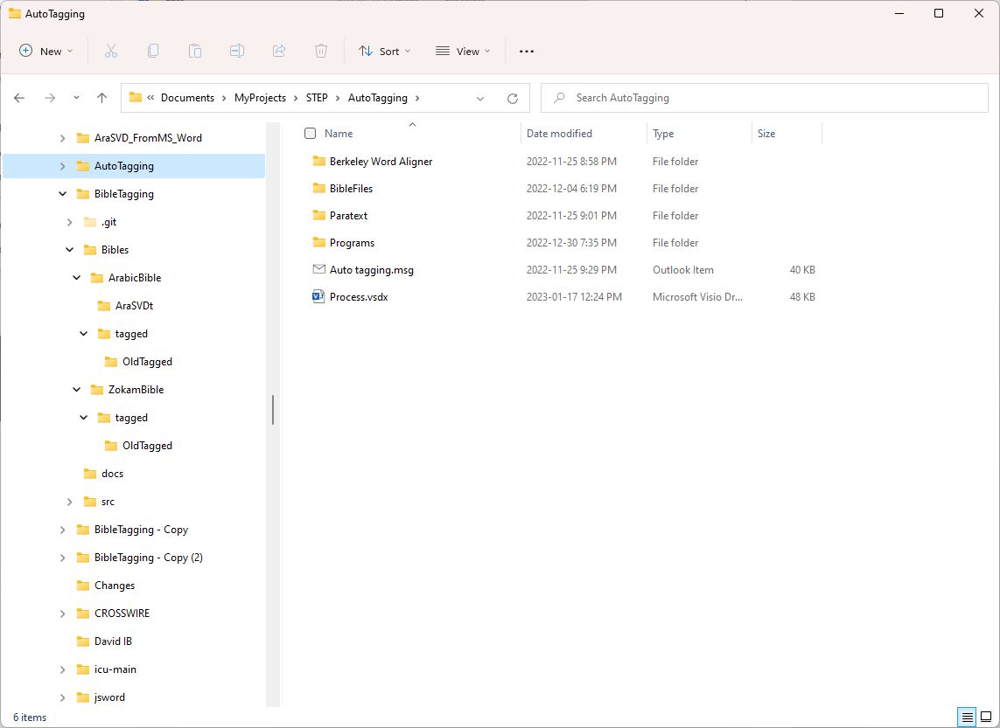 AutoTagging
New Sort View
« Documents > MyProjects > STEP > AutoTagging >
Search AutoTagging
AraSVD_FromMS_Word
AutoTagging
BibleTagging
.git
Bibles
ArabicBible
AraSVDt
tagged
OldTagged
ZokamBible
tagged
OldTagged
docs
src
BibleTagging - Copy
BibleTagging - Copy (2)
Changes
CROSSWIRE
David IB
icu-main
jsword
Name Date modified Type Size
Berkeley Word Aligner 2022-11-25 8:58 PM File folder
BibleFiles 2022-12-04 6:19 PM File folder
Paratext 2022-11-25 9:01 PM File folder
Programs 2022-12-30 7:35 PM File folder
Auto tagging.msg 2022-11-25 9:29 PM Outlook Item 40 KB
Process.vsdx 2023-01-17 12:24 PM Microsoft Visio Dr... 48 KB
6 items